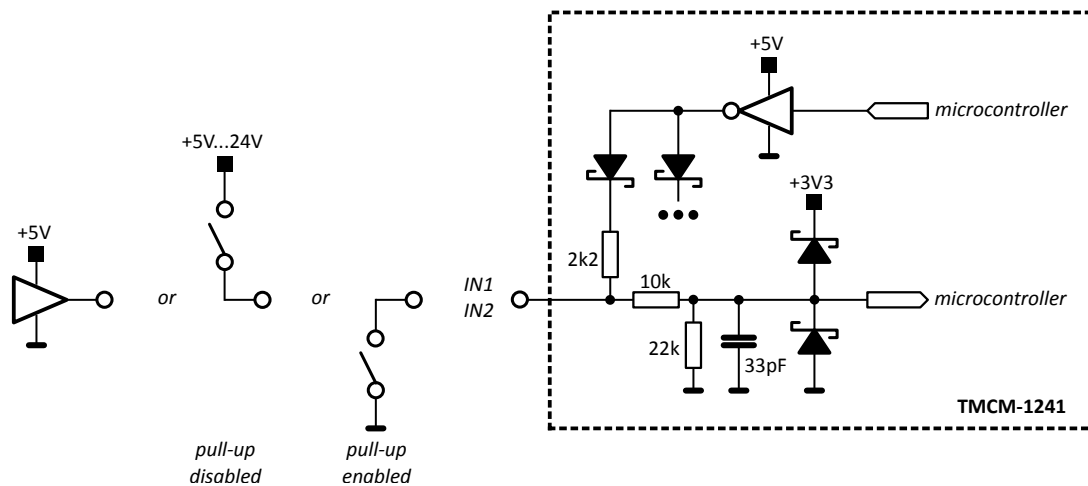 +5V
microcontroller
+5V...24V
+3V3
+5V
2k2
or
or
IN1
IN2
10k
microcontroller
22k
33pF
TMCM-1241
pull-up
disabled
pull-up
enabled